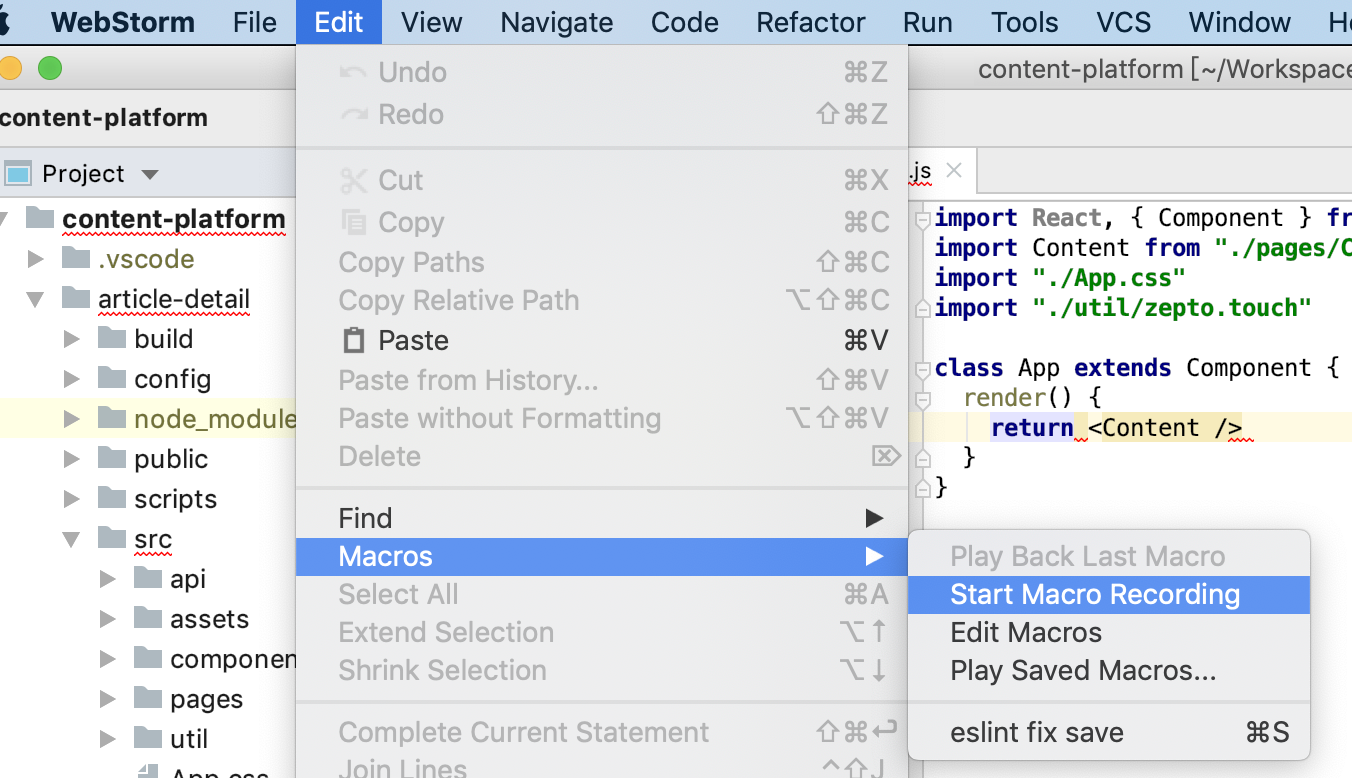 WebStorm File Edit View Navigate Code Refactor Run Tools VCS Window
content-platform [~/Workspace
content-platform
Project
.js
content-platform
.vscode
article-detail
build
config
node_module
public
scripts
src
api
assets
componen
pages
util
App.css
Undo ⌘Z
Redo ⇧⌘Z
Cut ⌘X
Copy ⌘C
Copy Paths ⇧⌘C
Copy Relative Path ⌥⇧⌘C
Paste ⌘V
Paste from History... ⇧⌘V
Paste without Formatting ⌥⇧⌘V
Delete ⌦
Find ▶
Macros ▶
Select All ⌘A
Extend Selection ⌥↑
Shrink Selection ⌥↓
Complete Current Statement ⇧⌘↩
Join Lines ^⇧J
Play Back Last Macro
Start Macro Recording
Edit Macros
Play Saved Macros...
eslint fix save ⌘S
import React, { Component } fr
import Content from "./pages/C
import "./App.css"
import "./util/zepto.touch"
class App extends Component {
render() {
return <Content />
}
}